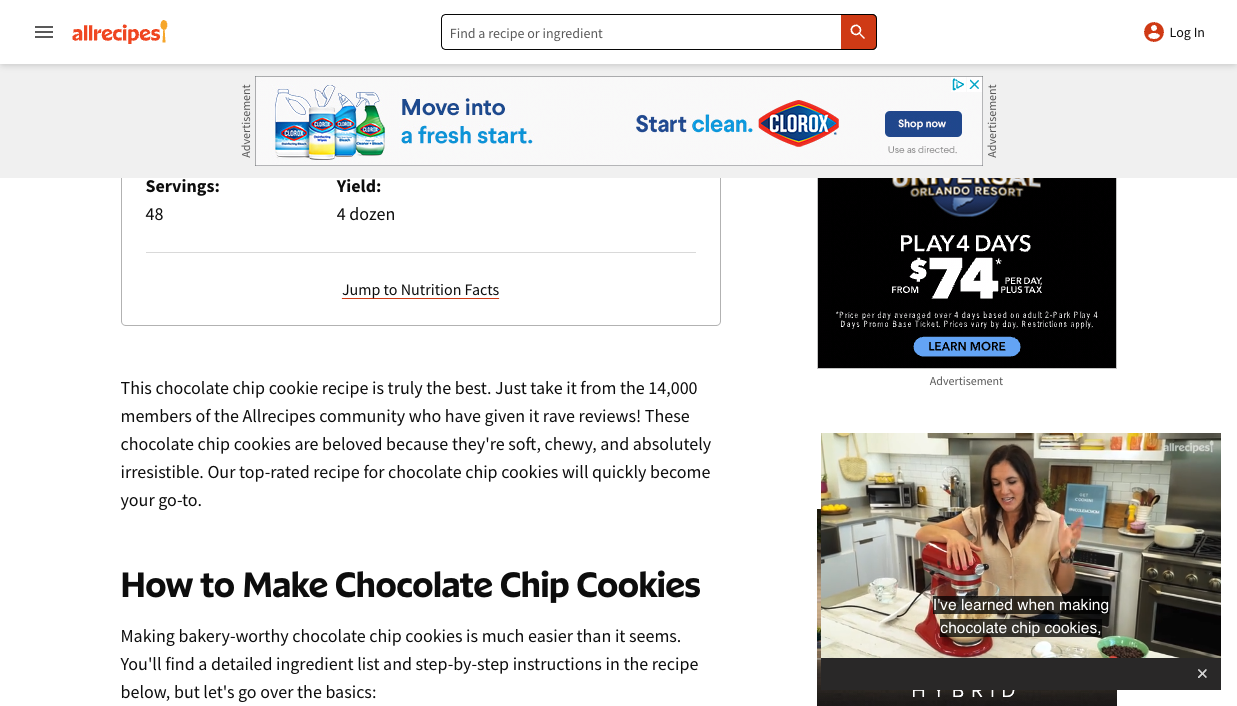 allrecipes
Find a recipe or ingredient
Log In
Advertisement
CLOROX
CLOROX
Move into
a fresh start.
Start clean.
CLOROX
Shop now
Use as directed.
Advertisement
Servings:
Yield:
48
4 dozen
Jump to Nutrition Facts
This chocolate chip cookie recipe is truly the best. Just take it from the 14,000
members of the Allrecipes community who have given it rave reviews! These
chocolate chip cookies are beloved because they're soft, chewy, and absolutely
irresistible. Our top-rated recipe for chocolate chip cookies will quickly become
your go-to.
How to Make Chocolate Chip Cookies
Making bakery-worthy chocolate chip cookies is much easier than it seems.
You'll find a detailed ingredient list and step-by-step instructions in the recipe
below, but let's go over the basics:
UNIVERSAL
ORLANDO RESORT
PLAY 4 DAYS
FROM $74* PER DAY, PLUS TAX
*Price per day averaged over 4 days based on adult 2-Park Play 4
Days Promo Base Ticket. Prices vary by day. Restrictions apply.
LEARN MORE
Advertisement
allrecipes
I've learned when making
chocolate chip cookies,
HYBRID